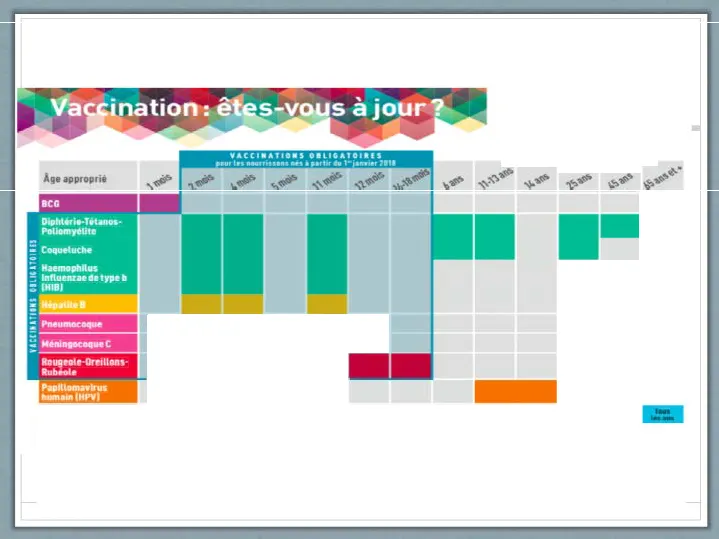 Vaccination : êtes-vous à jour ?
VACCINATIONS OBLIGATOIRES
pour les nourrissons nés à partir du 1er janvier 2018
Âge approprié
1 mois
2 mois
4 mois
5 mois
11 mois
12 mois
16-18 mois
6 ans
11-13 ans
14 ans
25 ans
45 ans
65 ans et +
VACCINATIONS OBLIGATOIRES
BCG
Diphtérie-Tétanos-
Poliomyélite
Coqueluche
Haemophilus
Influenzae de type b
(HIB)
Hépatite B
Pneumocoque
Méningocoque C
Rougeole-Oreillons-
Rubéole
Papillomavirus
humain (HPV)
Tous
les ans